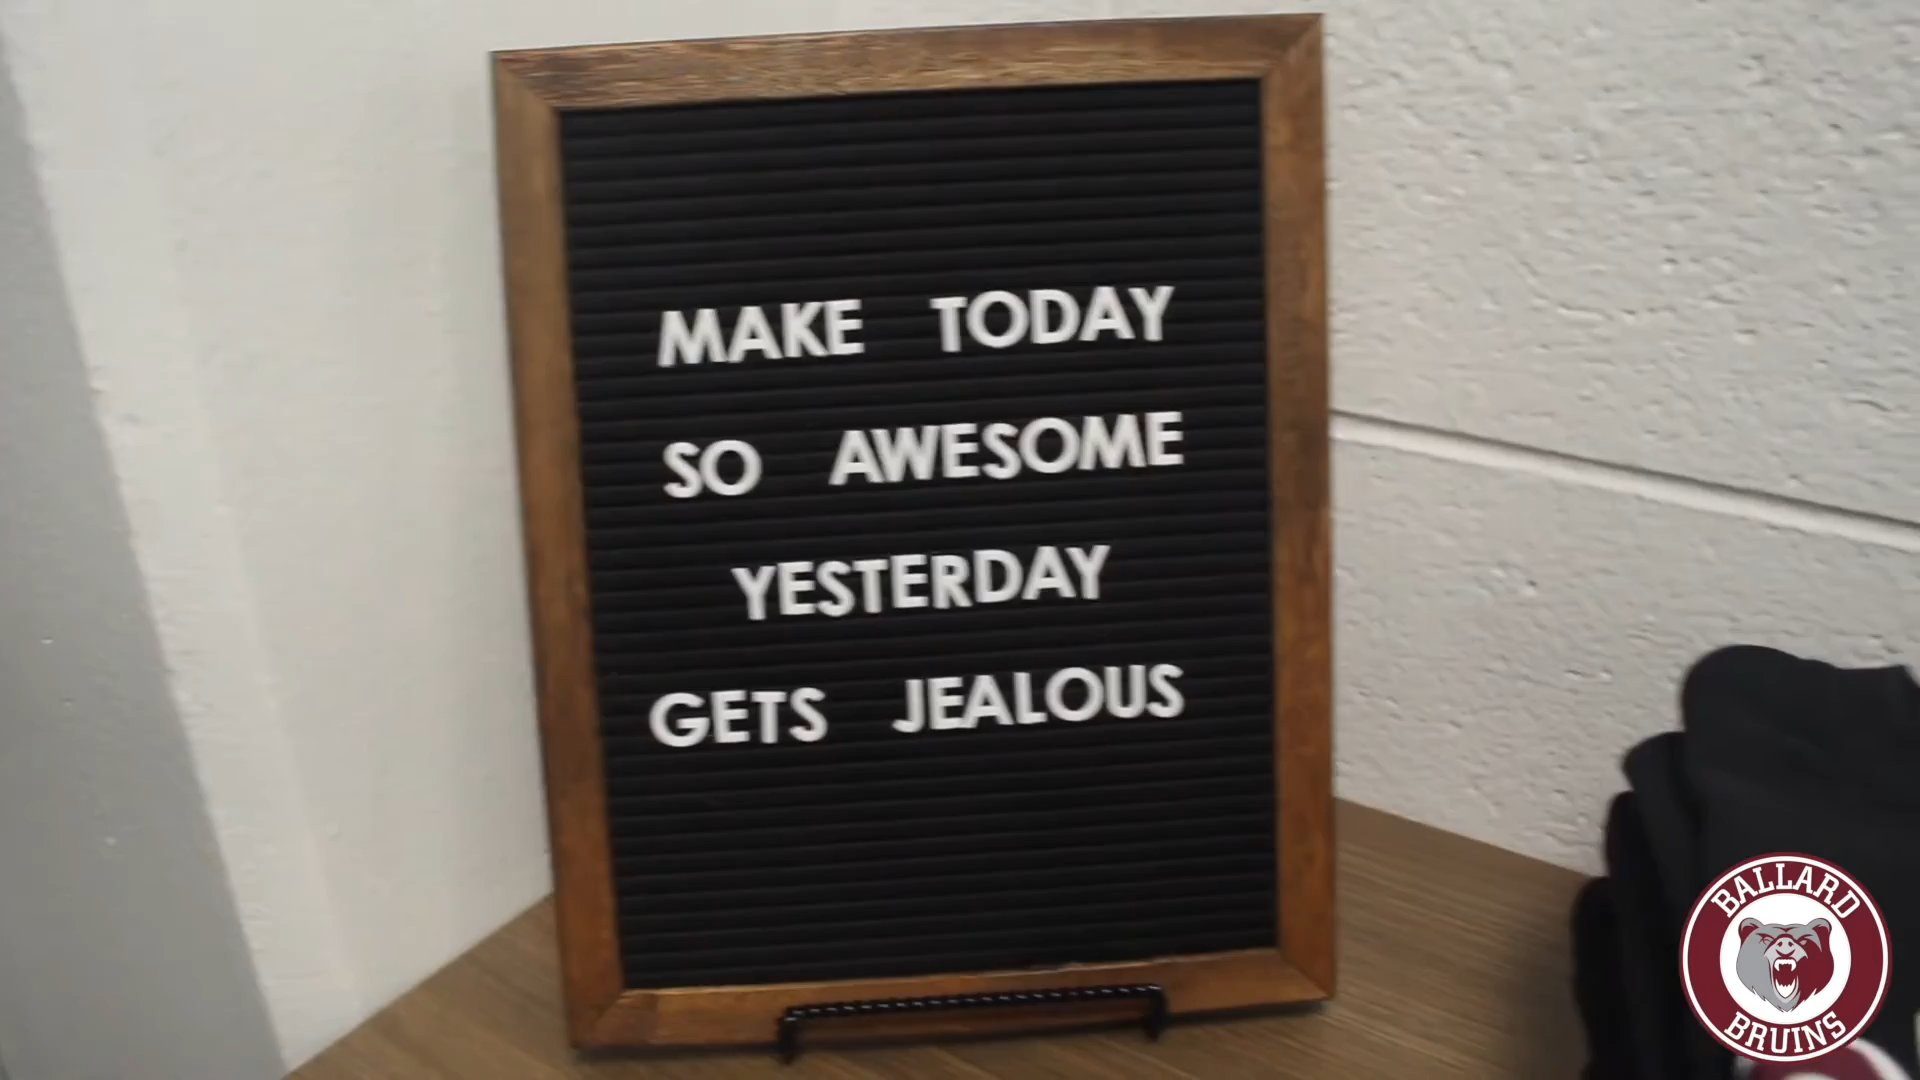 MAKE TODAY
SO AWESOME
YESTERDAY
GETS JEALOUS
BALLARD
BRUINS